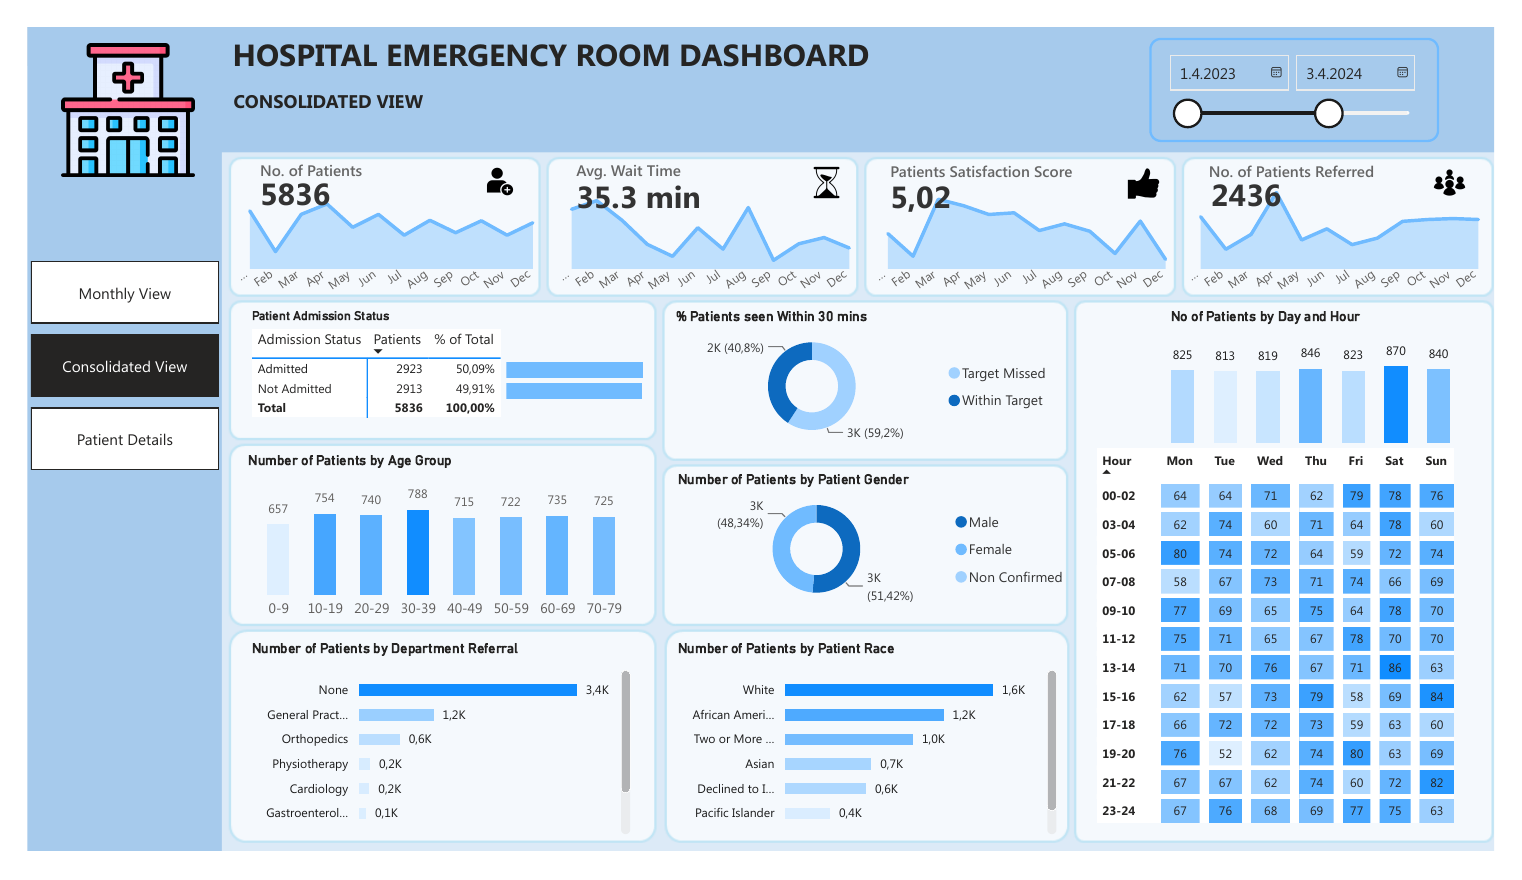 HOSPITAL EMERGENCY ROOM DASHBOARD
CONSOLIDATED VIEW
1.4.2023 3.4.2024
Monthly View
Consolidated View
Patient Details
No. of Patients
5836
... Feb Mar Apr May Jun Jul Aug Sep Oct Nov Dec
Avg. Wait Time
35.3 min
... Feb Mar Apr May Jun Jul Aug Sep Oct Nov Dec
Patients Satisfaction Score
5,02
... Feb Mar Apr May Jun Jul Aug Sep Oct Nov Dec
No. of Patients Referred
2436
... Feb Mar Apr May Jun Jul Aug Sep Oct Nov Dec
Patient Admission Status
Admission Status Patients % of Total
Admitted 2923 50,09%
Not Admitted 2913 49,91%
Total 5836 100,00%
% Patients seen Within 30 mins
2K (40,8%)
3K (59,2%)
Target Missed
Within Target
Number of Patients by Age Group
657 754 740 788 715 722 735 725
0-9 10-19 20-29 30-39 40-49 50-59 60-69 70-79
Number of Patients by Patient Gender
3K
(48,34%)
3K
(51,42%)
Male
Female
Non Confirmed
Number of Patients by Department Referral
None 3,4K
General Pract... 1,2K
Orthopedics 0,6K
Physiotherapy 0,2K
Cardiology 0,2K
Gastroenterol... 0,1K
Number of Patients by Patient Race
White 1,6K
African Ameri... 1,2K
Two or More ... 1,0K
Asian 0,7K
Declined to I... 0,6K
Pacific Islander 0,4K
No of Patients by Day and Hour
825 813 819 846 823 870 840
Hour Mon Tue Wed Thu Fri Sat Sun
00-02 64 64 71 62 79 78 76
03-04 62 74 60 71 64 78 60
05-06 80 74 72 64 59 72 74
07-08 58 67 73 71 74 66 69
09-10 77 69 65 75 64 78 70
11-12 75 71 65 67 78 70 70
13-14 71 70 76 67 71 86 63
15-16 62 57 73 79 58 69 84
17-18 66 72 72 73 59 63 60
19-20 76 52 62 74 80 63 69
21-22 67 67 62 74 60 72 82
23-24 67 76 68 69 77 75 63